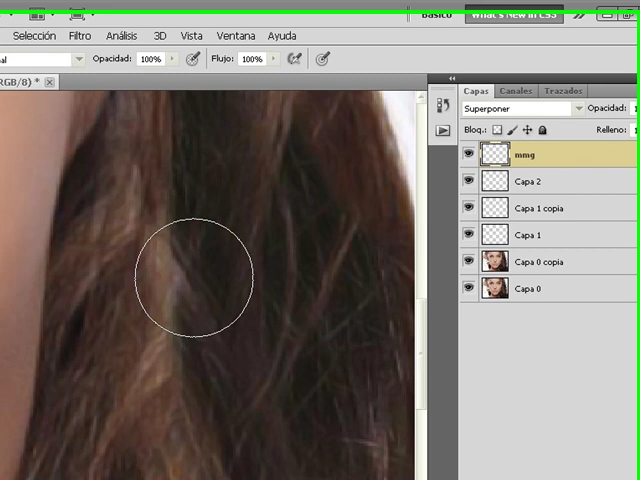 básico What's New in CS5
Selección Filtro Análisis 3D Vista Ventana Ayuda
al Opacidad: 100% Flujo: 100%
RGB/8) *
Capas Canales Trazados
Superponer Opacidad:
Bloq.: Relleno:
mmg
Capa 2
Capa 1 copia
Capa 1
Capa 0 copia
Capa 0